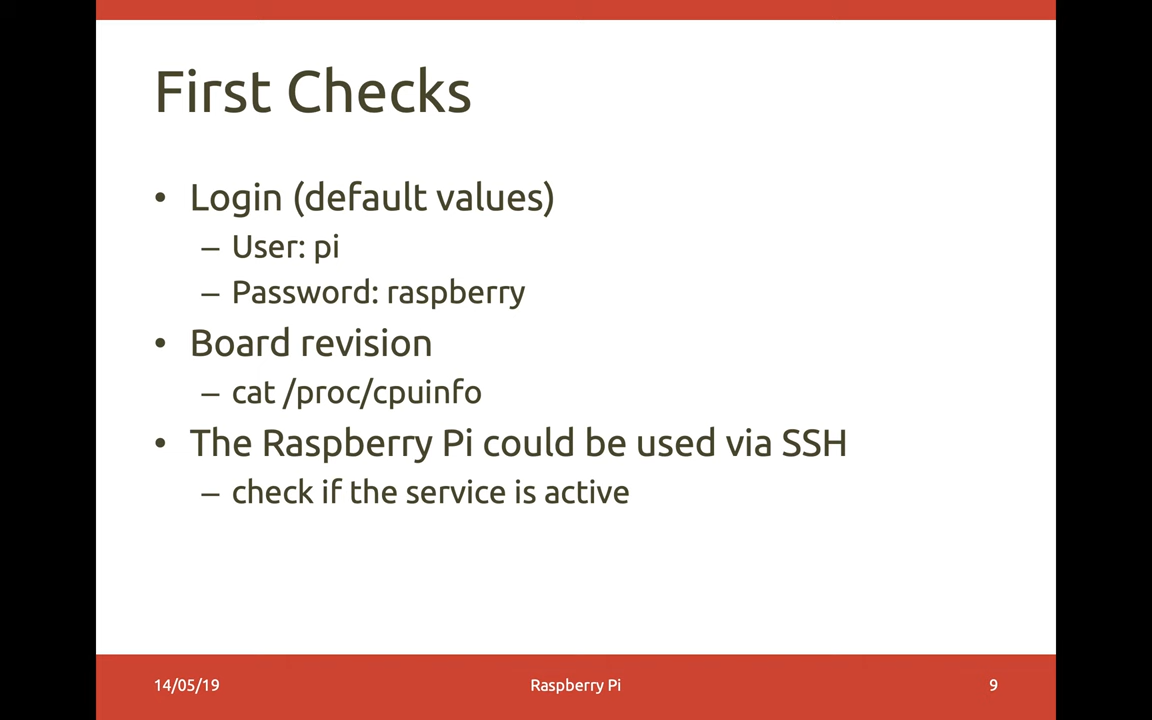 First Checks
• Login (default values)
– User: pi
– Password: raspberry
• Board revision
– cat /proc/cpuinfo
• The Raspberry Pi could be used via SSH
– check if the service is active
14/05/19
Raspberry Pi
9